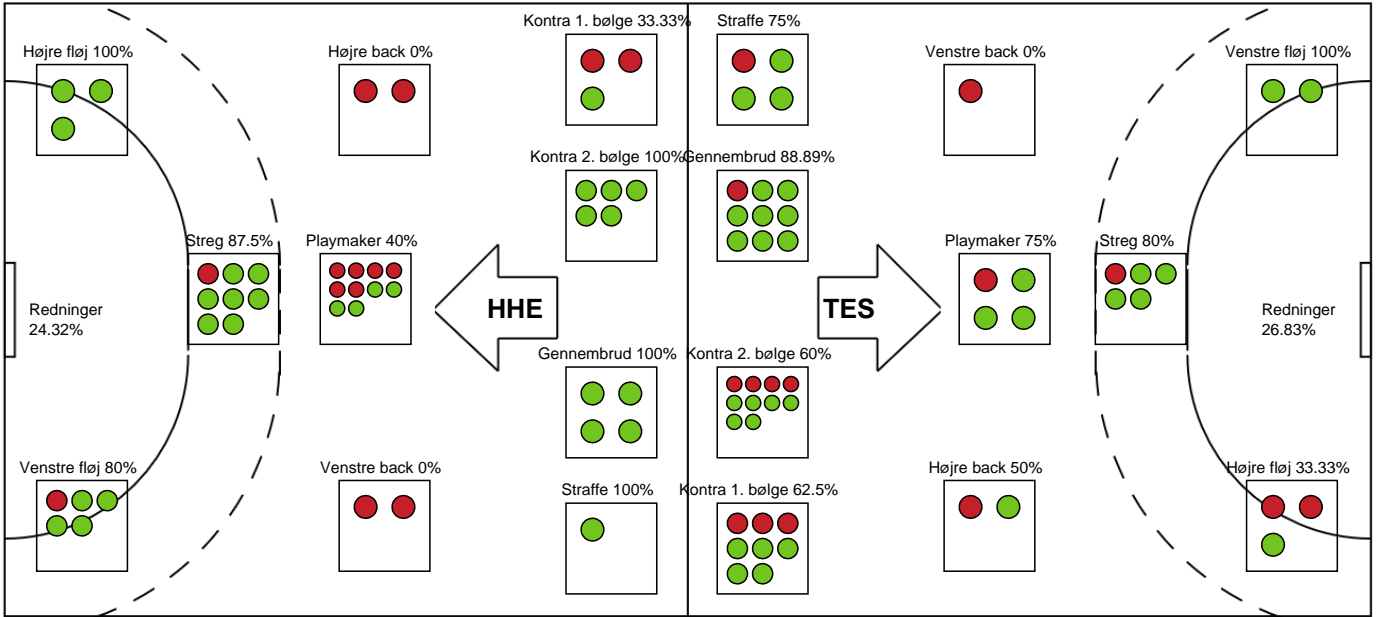 Kontra 1. bølge 33.33%
Straffe 75%
Højre fløj 100%
Højre back 0%
Venstre back 0%
Venstre fløj 100%
Kontra 2. bølge 100%
Gennembrud 88.89%
Streg 87.5%
Playmaker 40%
Playmaker 75%
Streg 80%
Redninger
24.32%
HHE
TES
Redninger
26.83%
Gennembrud 100%
Kontra 2. bølge 60%
Venstre fløj 80%
Venstre back 0%
Højre back 50%
Højre fløj 33.33%
Straffe 100%
Kontra 1. bølge 62.5%